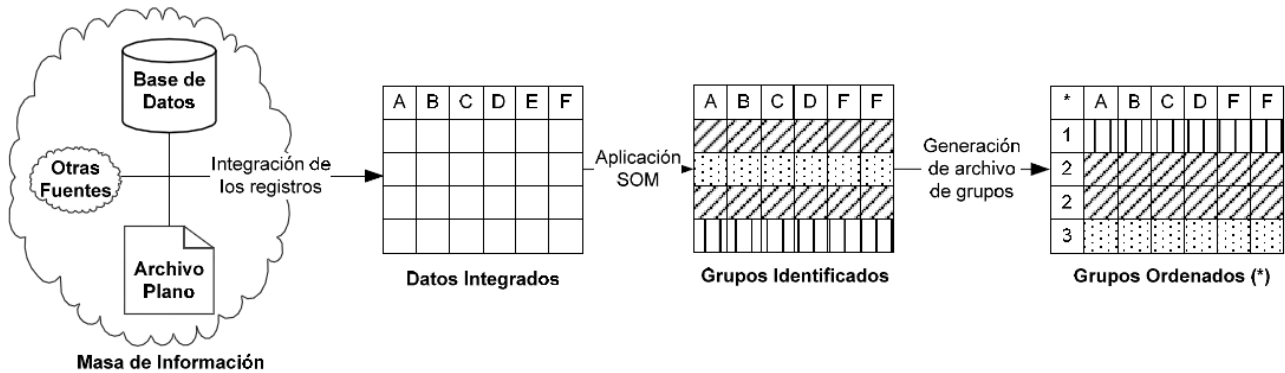 Base de
Datos
Otras
Fuentes
Archivo
Plano
Masa de Información
Integración de
los registros
A B C D E F
Datos Integrados
Aplicación
SOM
A B C D F F
Grupos Identificados
Generación
de archivo
de grupos
* A B C D F F
1
2
2
3
Grupos Ordenados (*)